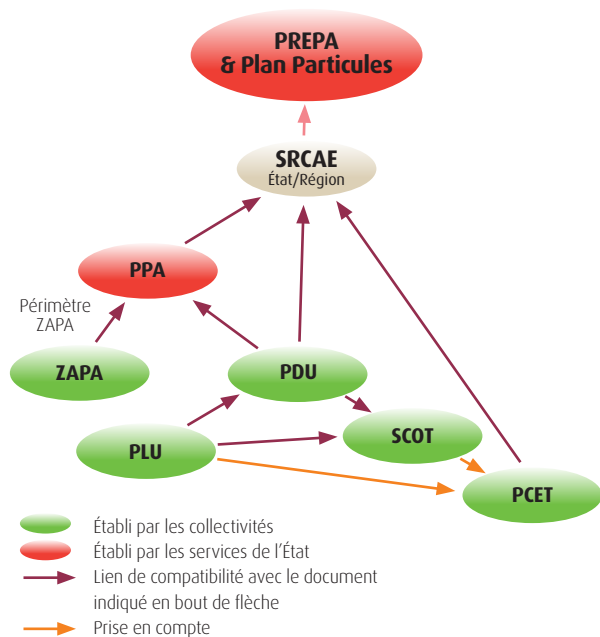 PREPA
& Plan Particules
SRCAE
État/Région
PPA
Périmètre
ZAPA
ZAPA
PDU
PLU
SCOT
PCET
Établi par les collectivités
Établi par les services de l'État
Lien de compatibilité avec le document
indiqué en bout de flèche
Prise en compte